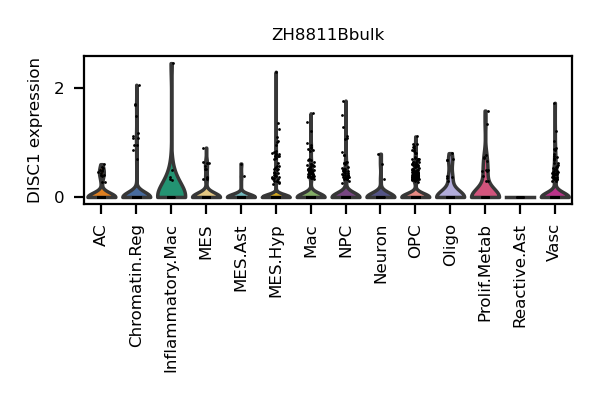 ZH8811Bbulk
DISC1 expression
2
0
AC
Chromatin.Reg
Inflammatory.Mac
MES
MES.Ast
MES.Hyp
Mac
NPC
Neuron
OPC
Oligo
Prolif.Metab
Reactive.Ast
Vasc